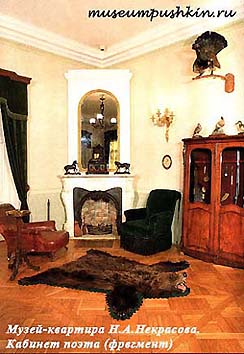 museumpushkin.ru
Музей-квартира Н.А.Некрасова.
Кабинет поэта (фрагмент)